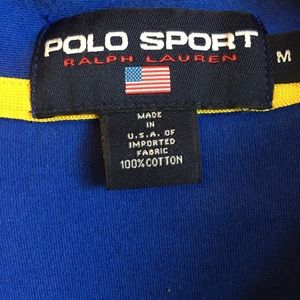 POLO SPORT
RALPH LAUREN
M
MADE
IN
U.S.A. OF
IMPORTED
FABRIC
100% COTTON